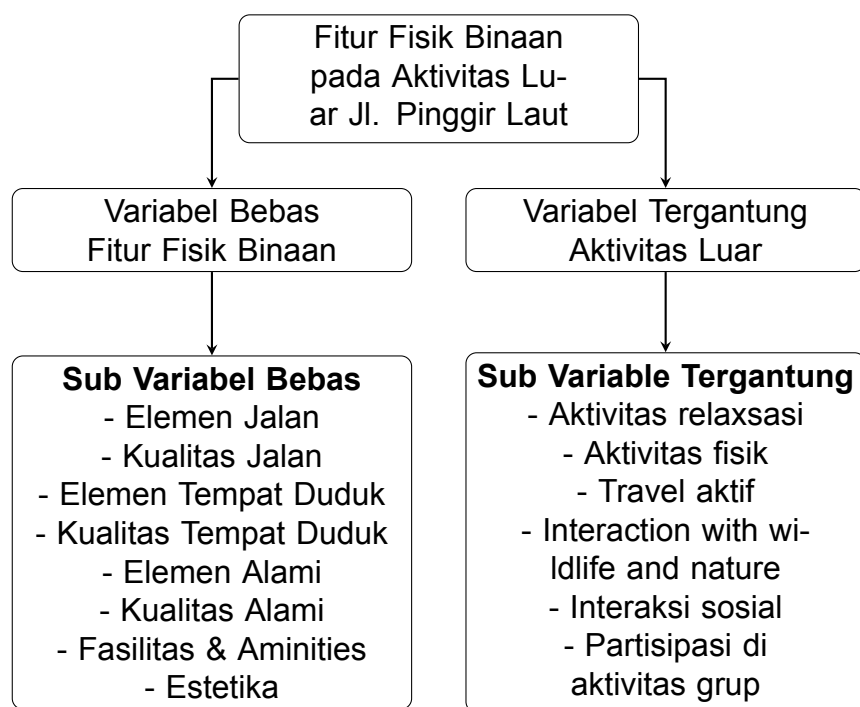 Fitur Fisik Binaan
pada Aktivitas Lu-
ar Jl. Pinggir Laut
Variabel Bebas
Fitur Fisik Binaan
Variabel Tergantung
Aktivitas Luar
Sub Variabel Bebas
- Elemen Jalan
- Kualitas Jalan
- Elemen Tempat Duduk
- Kualitas Tempat Duduk
- Elemen Alami
- Kualitas Alami
- Fasilitas & Aminities
- Estetika
Sub Variable Tergantung
- Aktivitas relaxsasi
- Aktivitas fisik
- Travel aktif
- Interaction with wi-
ldlife and nature
- Interaksi sosial
- Partisipasi di
aktivitas grup